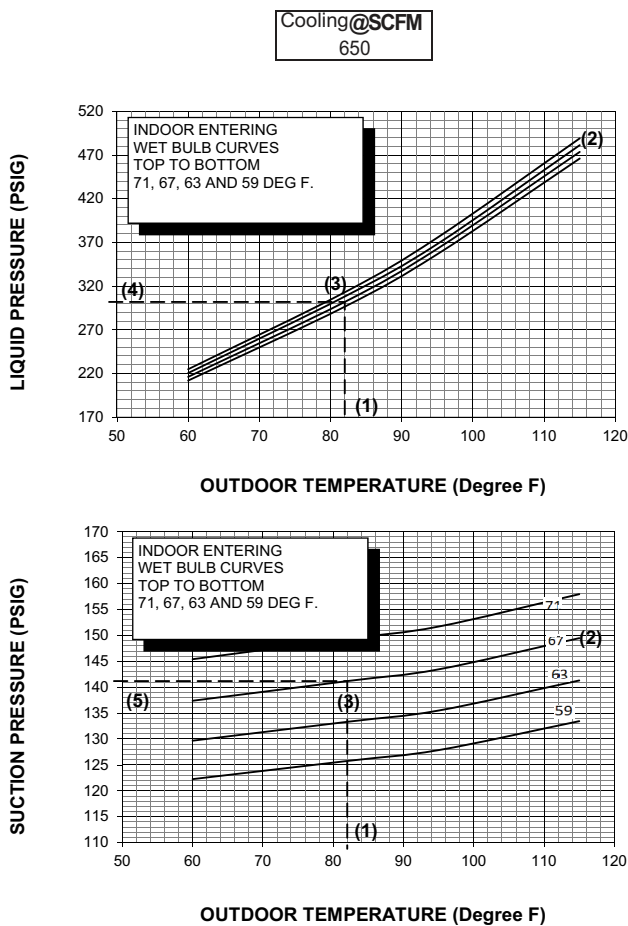 Cooling@SCFM
650
LIQUID PRESSURE (PSIG)
520
470
420
370
320
270
220
170
INDOOR ENTERING
WET BULB CURVES
TOP TO BOTTOM
71, 67, 63 AND 59 DEG F.
(2)
(3)
(4)
(1)
50 60 70 80 90 100 110 120
OUTDOOR TEMPERATURE (Degree F)
SUCTION PRESSURE (PSIG)
170
165
160
155
150
145
140
135
130
125
120
115
110
INDOOR ENTERING
WET BULB CURVES
TOP TO BOTTOM
71, 67, 63 AND 59 DEG F.
71
67 (2)
63
59
(5)
(3)
(1)
50 60 70 80 90 100 110 120
OUTDOOR TEMPERATURE (Degree F)